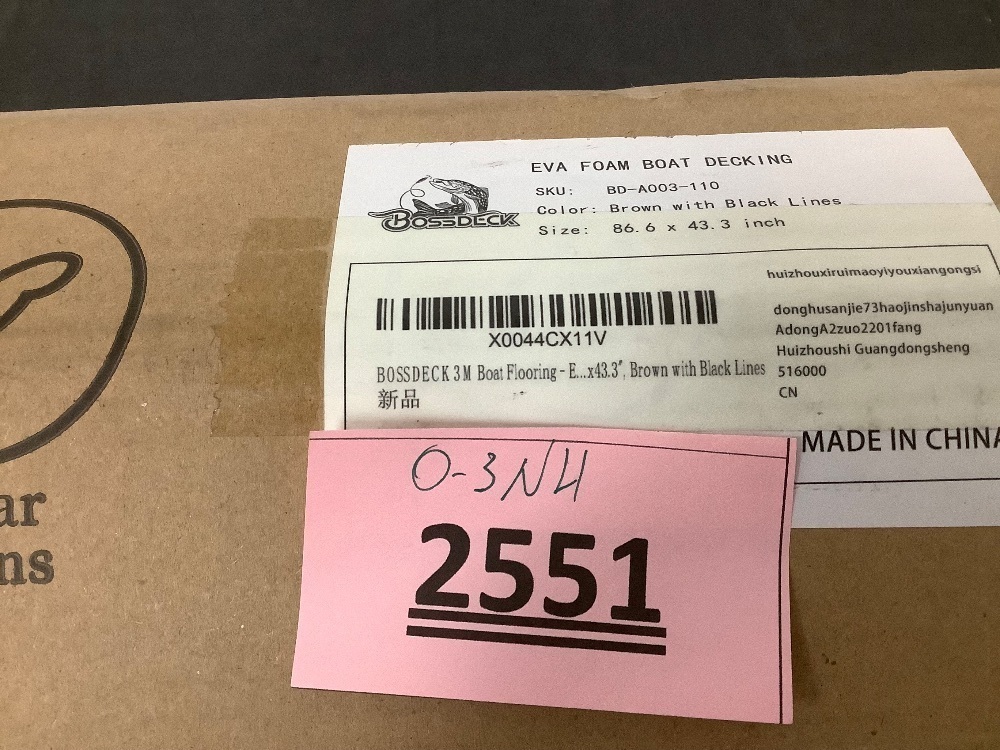 EVA FOAM BOAT DECKING
BOSSDECK
SKU: BD-A003-110
Color: Brown with Black Lines
Size: 86.6 x 43.3 inch
huizhouxiruimaoyiyouxiangongsi
donghusanjie73haojinshajunyuan
AdongA2zuo2201fang
Huizhoushi Guangdongsheng
516000
CN
X0044CX11V
BOSSDECK 3M Boat Flooring - E...x43.3", Brown with Black Lines
新品
MADE IN CHINA
O-3NH
2551
ar
ns